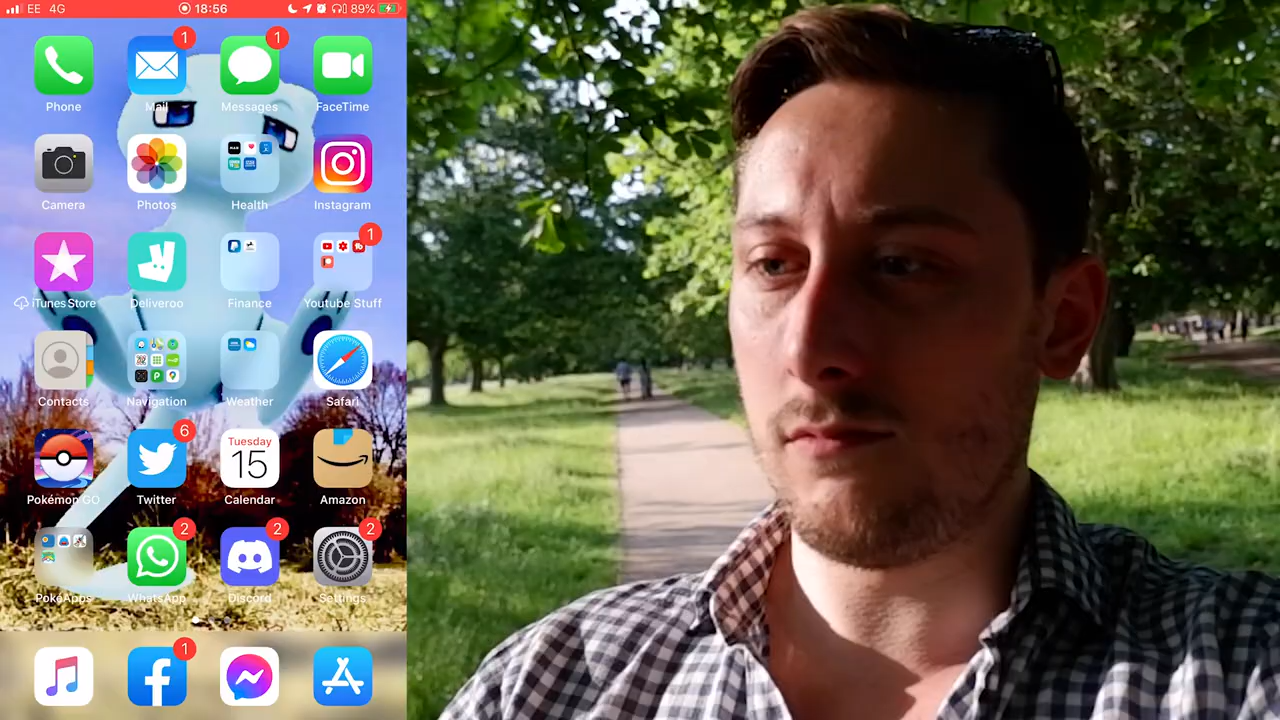 EE 4G 18:56 89%
1 1
Phone Mail Messages FaceTime
Camera Photos Health Instagram
1
iTunes Store Deliveroo Finance Youtube Stuff
Contacts Navigation Weather Safari
6 Tuesday
15
Pokémon GO Twitter Calendar Amazon
2 2 2
PokéApps WhatsApp Discord Settings
1